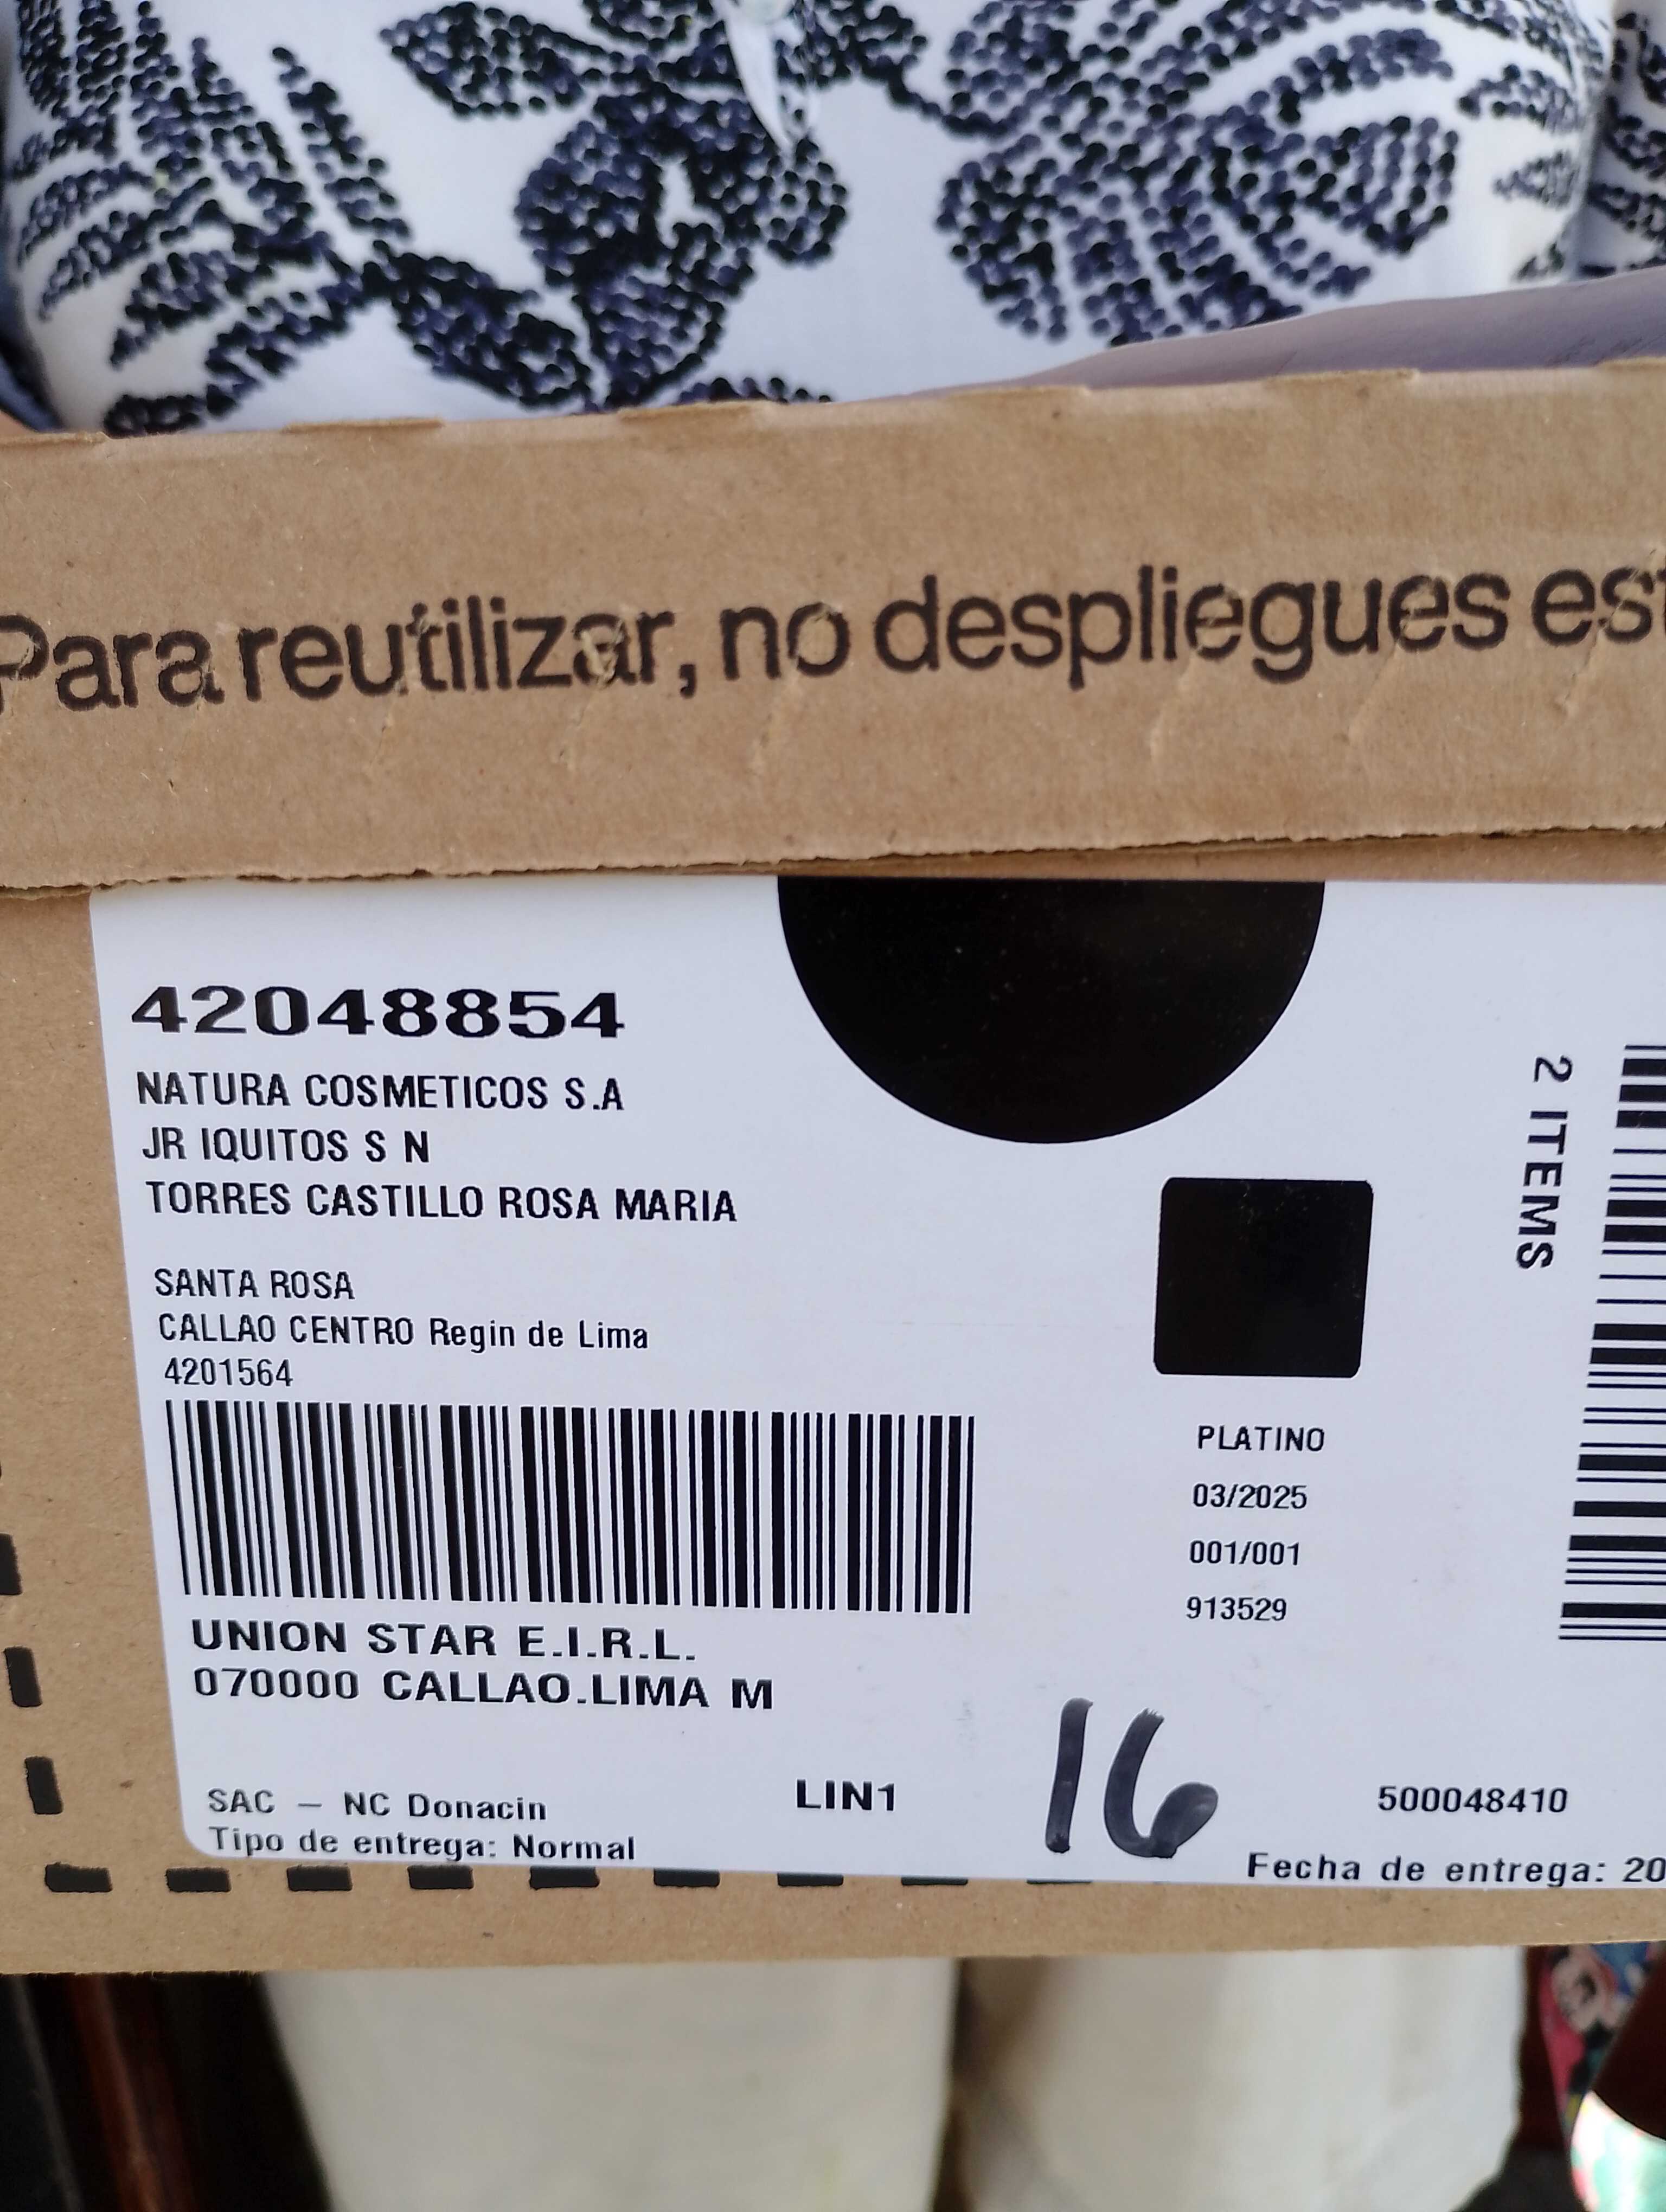 Para reutilizar, no despliegues
42048854
NATURA COSMETICOS S.A
JR IQUITOS S N
TORRES CASTILLO ROSA MARIA
SANTA ROSA
CALLAO CENTRO Regin de Lima
4201564
2 ITEMS
PLATINO
03/2025
001/001
913529
UNION STAR E.I.R.L.
070000 CALLAO.LIMA M
16
SAC – NC Donacin
LIN1
500048410
Tipo de entrega: Normal
Fecha de entrega: 20